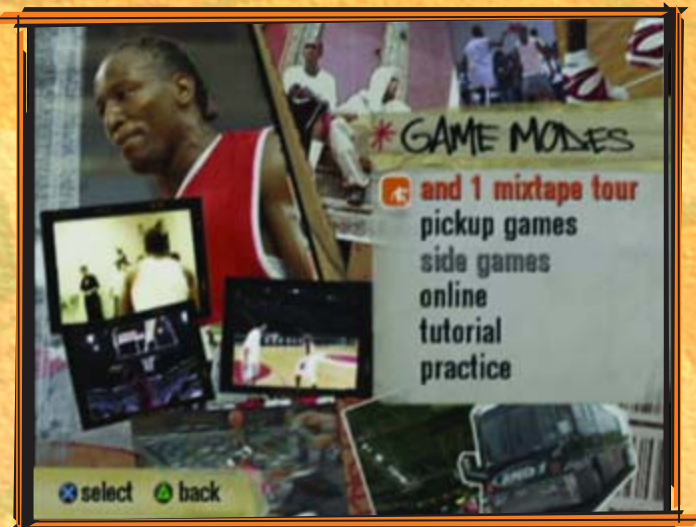 * GAME MODES
and 1 mixtape tour
pickup games
side games
online
tutorial
practice
select back